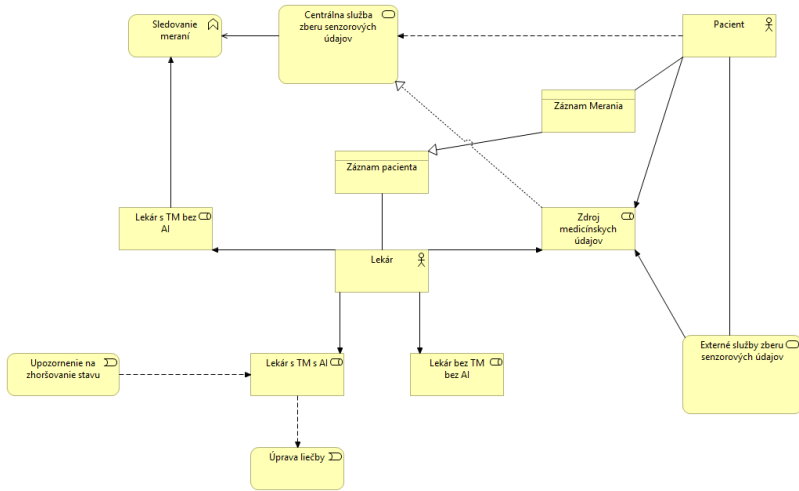 Sledovanie
meraní
Centrálna služba
zberu senzorových
údajov
Pacient
Záznam Merania
Záznam pacienta
Lekár s TM bez
AI
Zdroj
medicínskych
údajov
Lekár
Upozornenie na
zhoršovanie stavu
Lekár s TM s AI
Lekár bez TM
bez AI
Externé služby zberu
senzorových údajov
Úprava liečby